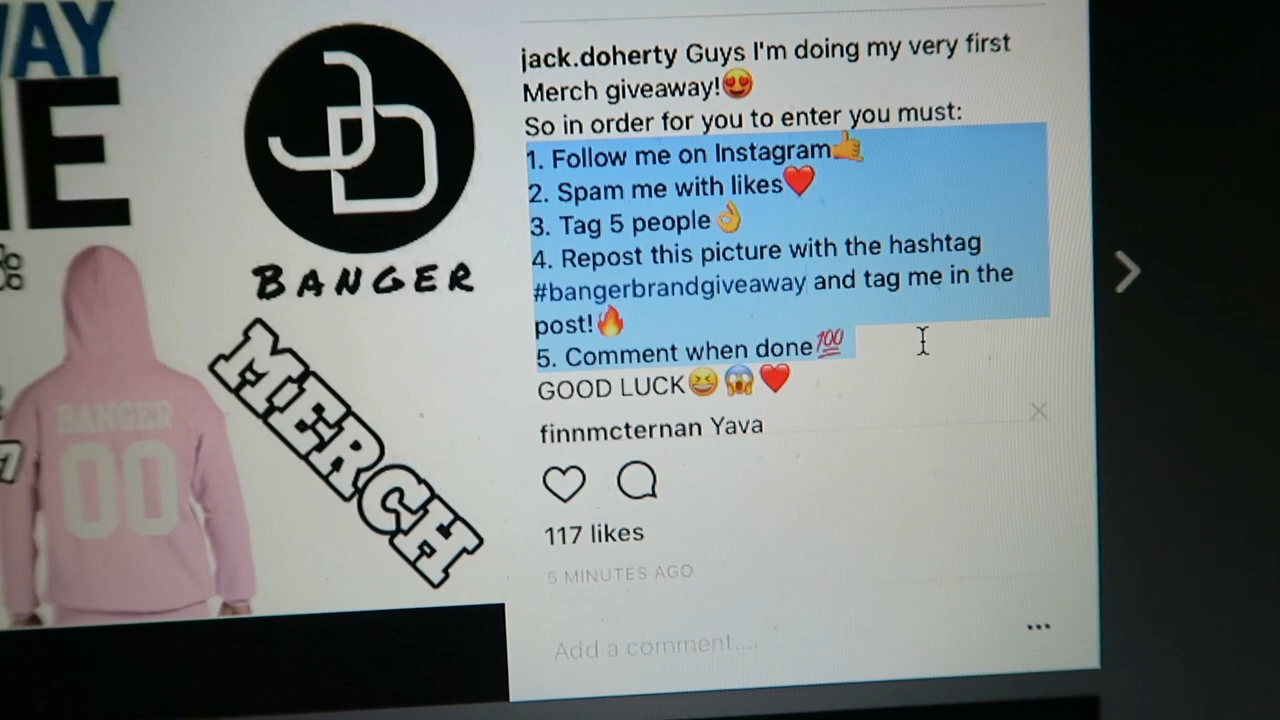 WAY
E
JD
BANGER
MERCH
BANGER
00
jack.doherty Guys I'm doing my very first
Merch giveaway!😍
So in order for you to enter you must:
1. Follow me on Instagram🤙
2. Spam me with likes❤️
3. Tag 5 people👌
4. Repost this picture with the hashtag
#bangerbrandgiveaway and tag me in the
post!🔥
5. Comment when done💯
GOOD LUCK😆😱❤️
finnmcternan Yava
117 likes
5 MINUTES AGO
Add a comment....